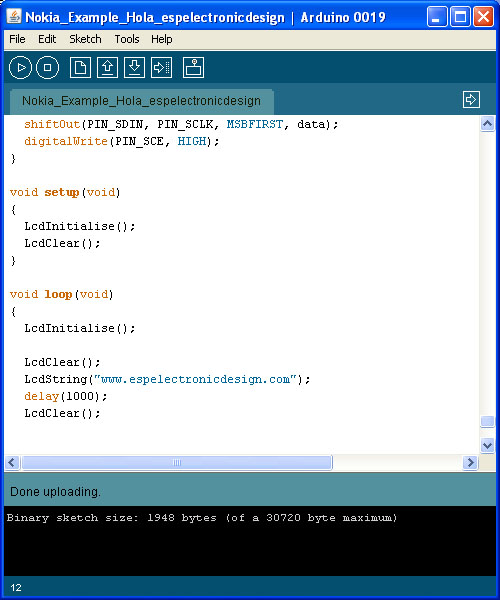 Nokia_Example_Hola_espelectronicdesign | Arduino 0019
File Edit Sketch Tools Help
Nokia_Example_Hola_espelectronicdesign
shiftOut(PIN_SDIN, PIN_SCLK, MSBFIRST, data);
digitalWrite(PIN_SCE, HIGH);
}
void setup(void)
{
LcdInitialise();
LcdClear();
}
void loop(void)
{
LcdInitialise();
LcdClear();
LcdString("www.espelectronicdesign.com");
delay(1000);
LcdClear();
Done uploading.
Binary sketch size: 1948 bytes (of a 30720 byte maximum)
12